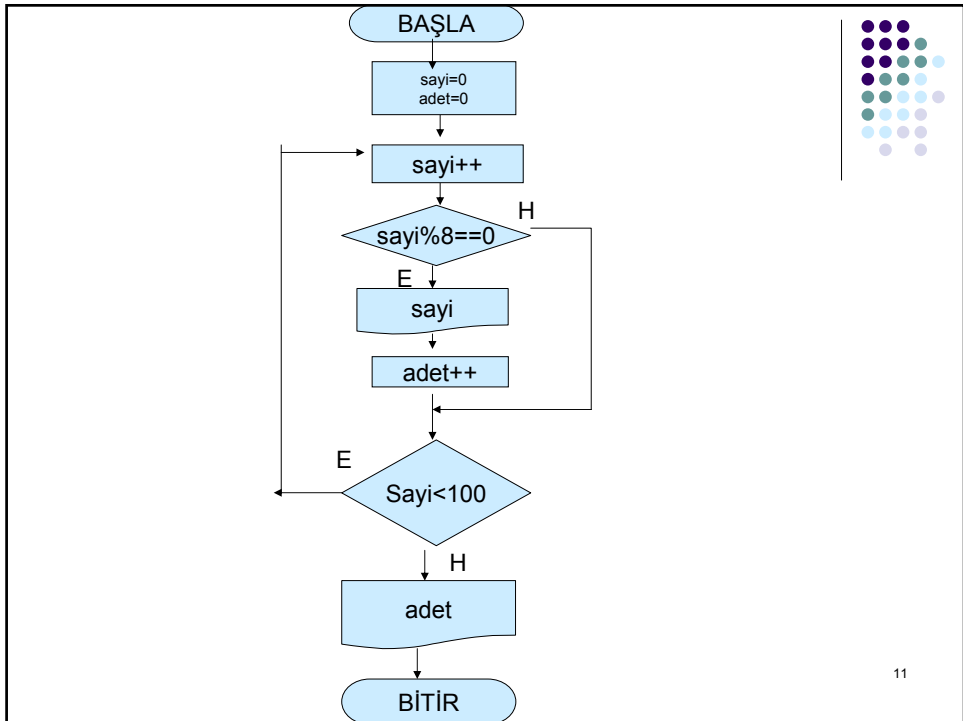 BAŞLA
sayi=0
adet=0
sayi++
H
sayi%8==0
E
sayi
adet++
E
Sayi<100
H
adet
11
BİTİR